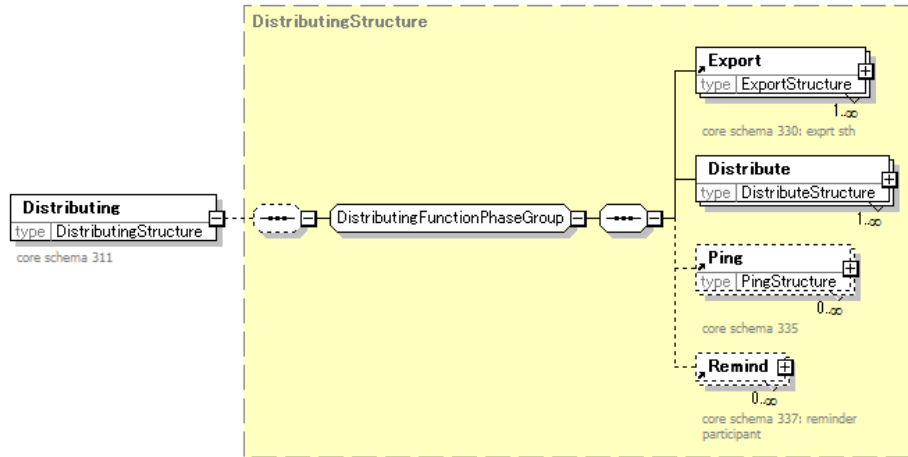 DistributingStructure
Export
type ExportStructure
1..∞
core schema 330: exprt sth
Distribute
type DistributeStructure
1..∞
Distributing
type DistributingStructure
core schema 311
DistributingFunctionPhaseGroup
Ping
type PingStructure
0..∞
core schema 335
Remind
0..∞
core schema 337: reminder
participant